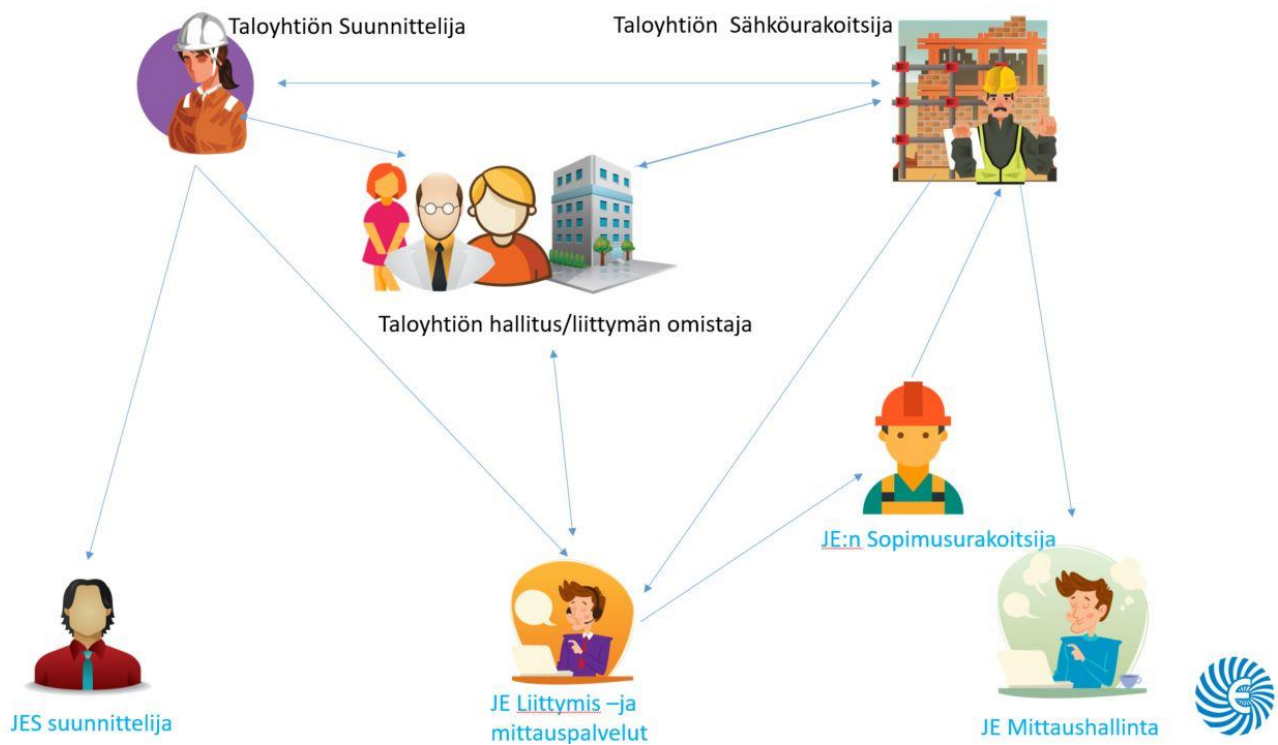 Taloyhtiön Suunnittelija
Taloyhtiön Sähköurakoitsija
Taloyhtiön hallitus/liittymän omistaja
JE:n Sopimusurakoitsija
JES suunnittelija
JE Liittymis –ja
mittauspalvelut
JE Mittaushallinta